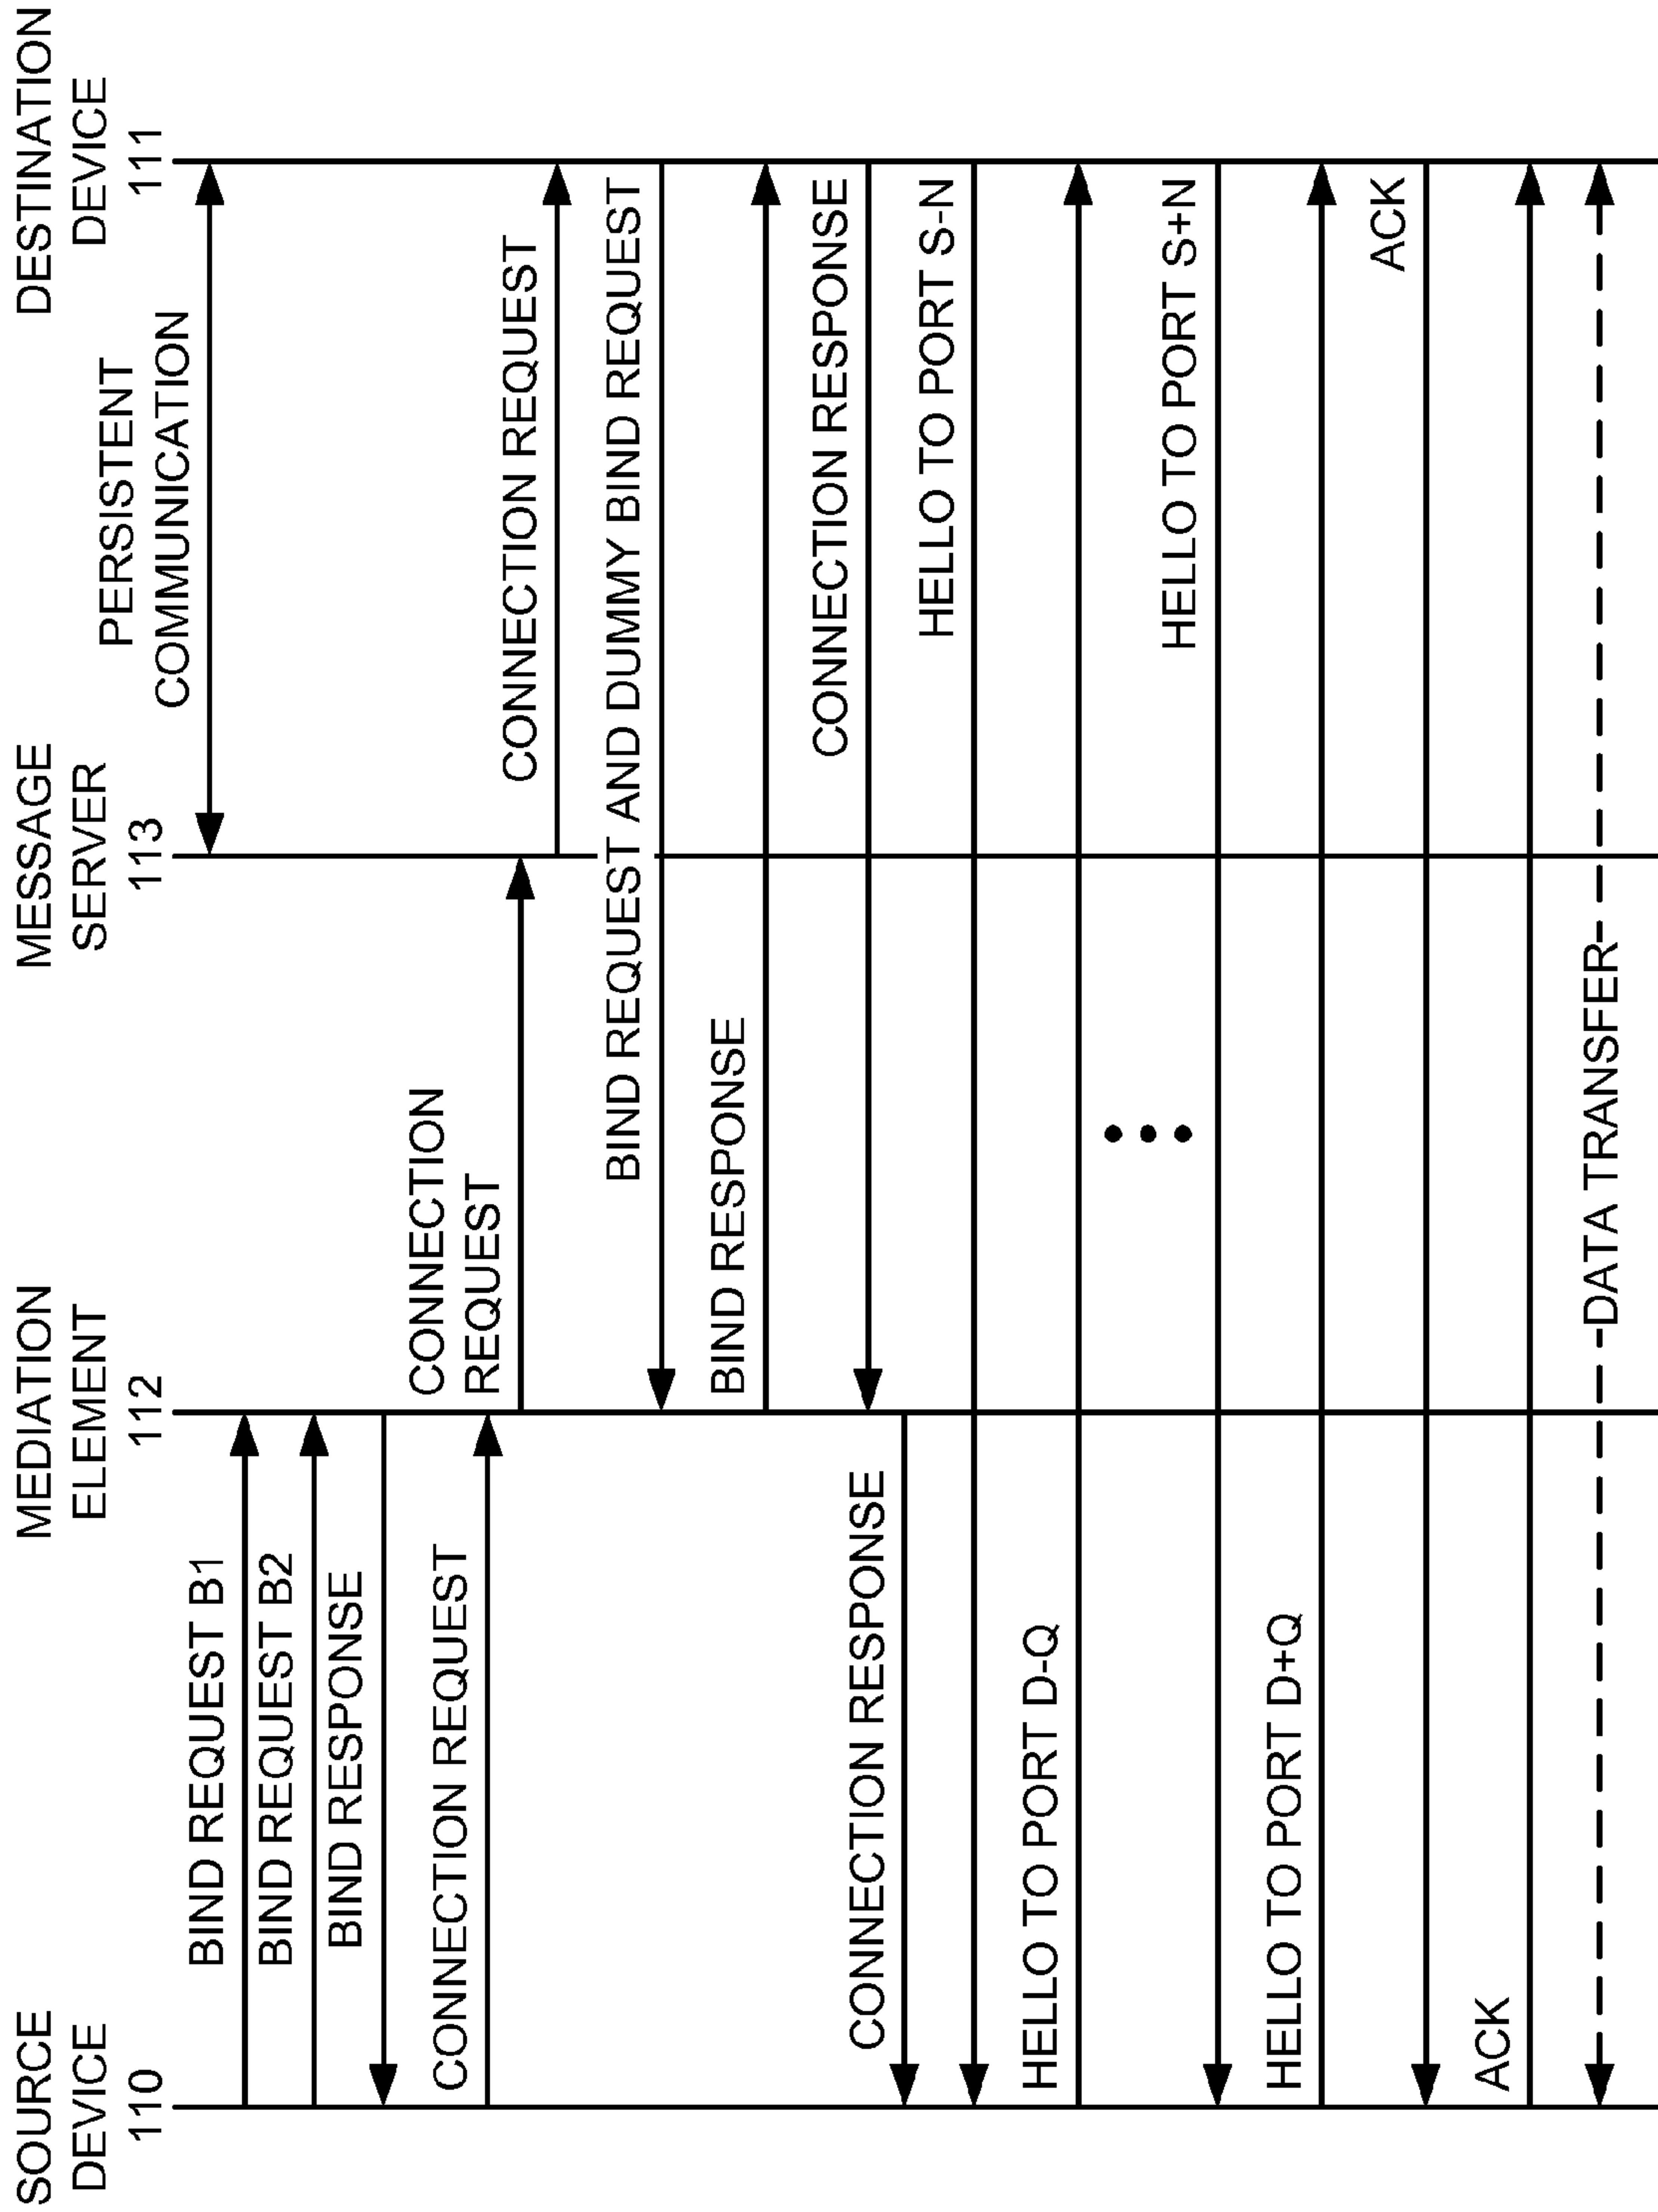 SOURCE
DEVICE
110
MEDIATION
ELEMENT
112
MESSAGE
SERVER
113
DESTINATION
DEVICE
111
PERSISTENT
COMMUNICATION
BIND REQUEST B1
BIND REQUEST B2
BIND RESPONSE
CONNECTION REQUEST
CONNECTION
REQUEST
CONNECTION REQUEST
BIND REQUEST AND DUMMY BIND REQUEST
BIND RESPONSE
CONNECTION RESPONSE
CONNECTION RESPONSE
HELLO TO PORT S-N
HELLO TO PORT D-Q
HELLO TO PORT S+N
HELLO TO PORT D+Q
ACK
ACK
DATA TRANSFER